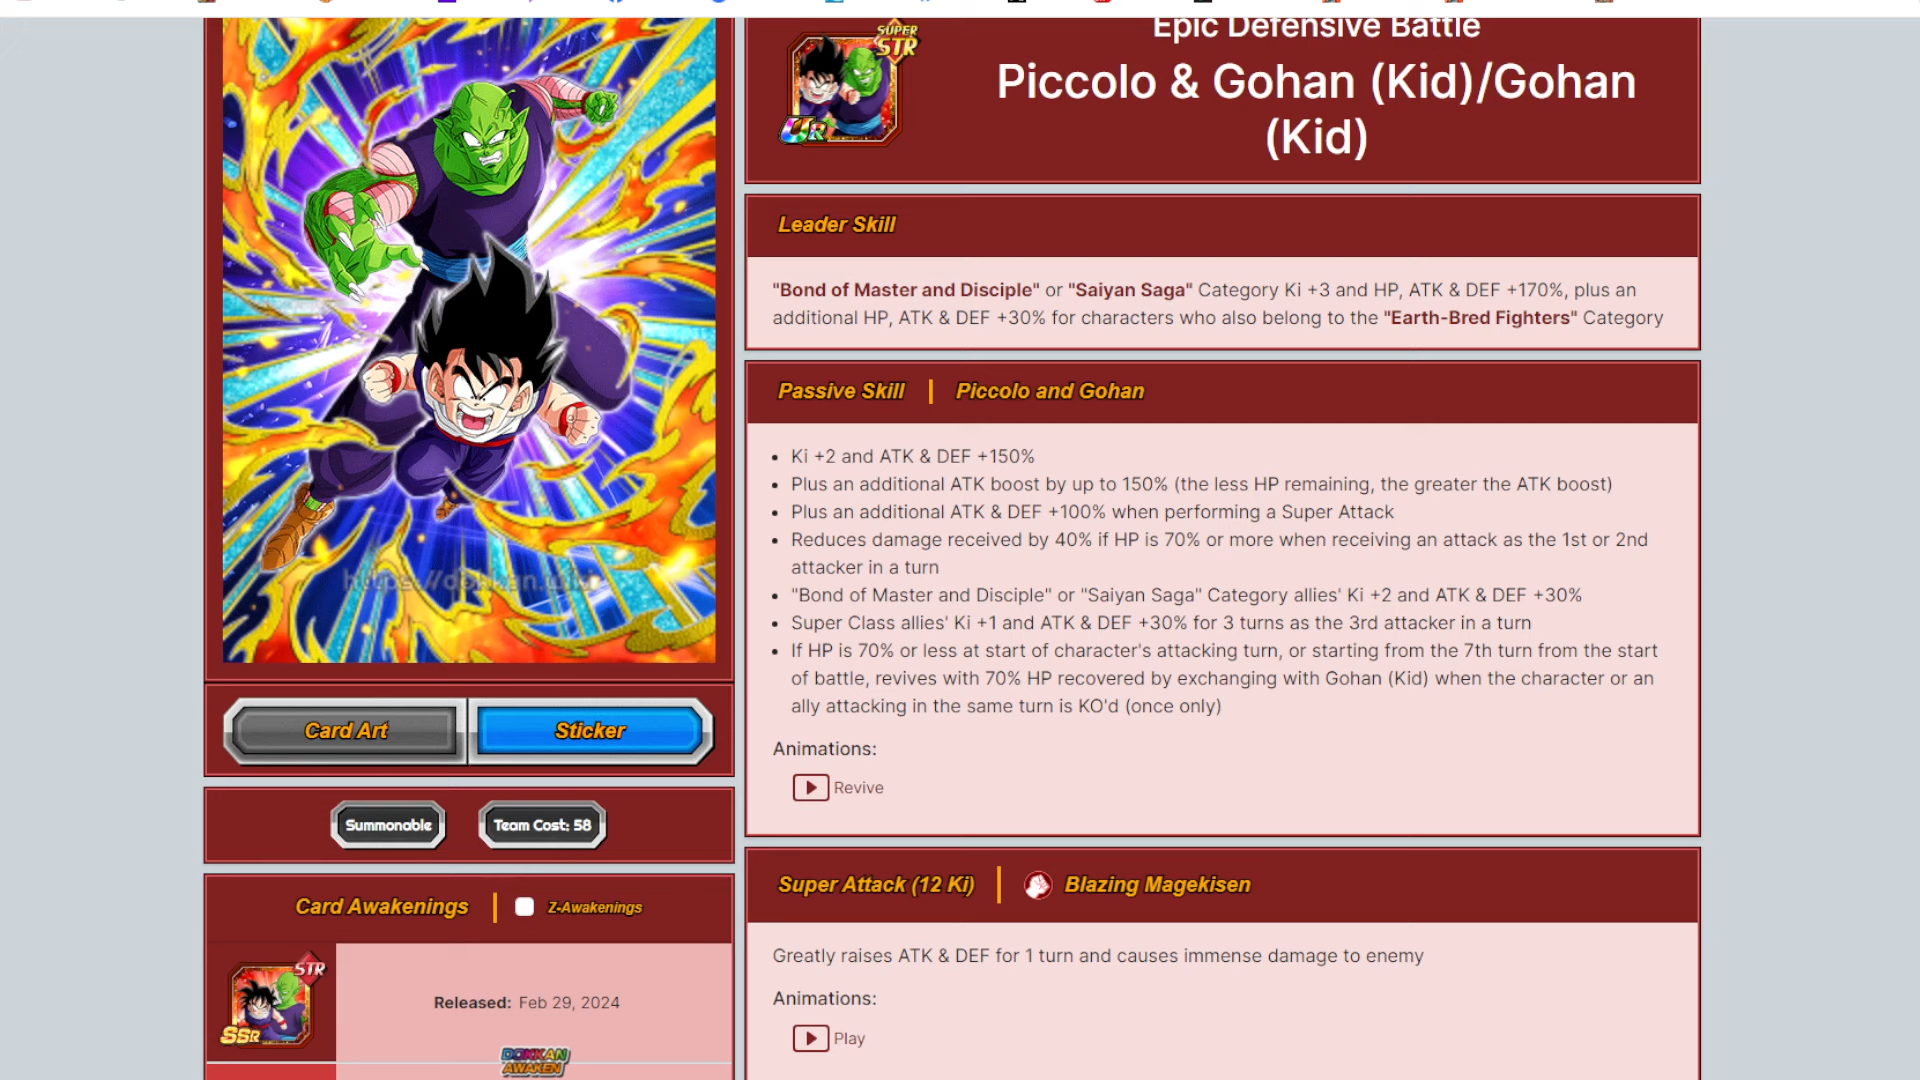 Epic Defensive Battle
SUPER
STR
UR
Piccolo & Gohan (Kid)/Gohan
(Kid)
Leader Skill
"Bond of Master and Disciple" or "Saiyan Saga" Category Ki +3 and HP, ATK & DEF +170%, plus an
additional HP, ATK & DEF +30% for characters who also belong to the "Earth-Bred Fighters" Category
Passive Skill | Piccolo and Gohan
• Ki +2 and ATK & DEF +150%
• Plus an additional ATK boost by up to 150% (the less HP remaining, the greater the ATK boost)
• Plus an additional ATK & DEF +100% when performing a Super Attack
• Reduces damage received by 40% if HP is 70% or more when receiving an attack as the 1st or 2nd
attacker in a turn
• "Bond of Master and Disciple" or "Saiyan Saga" Category allies' Ki +2 and ATK & DEF +30%
• Super Class allies' Ki +1 and ATK & DEF +30% for 3 turns as the 3rd attacker in a turn
• If HP is 70% or less at start of character's attacking turn, or starting from the 7th turn from the start
of battle, revives with 70% HP recovered by exchanging with Gohan (Kid) when the character or an
ally attacking in the same turn is KO'd (once only)
Animations:
Revive
Super Attack (12 Ki) | Blazing Magekisen
Greatly raises ATK & DEF for 1 turn and causes immense damage to enemy
Animations:
Play
Card Art
Sticker
Summonable
Team Cost: 58
Card Awakenings | Z-Awakenings
STR
SSR
Released: Feb 29, 2024
DOKKAN
AWAKEN